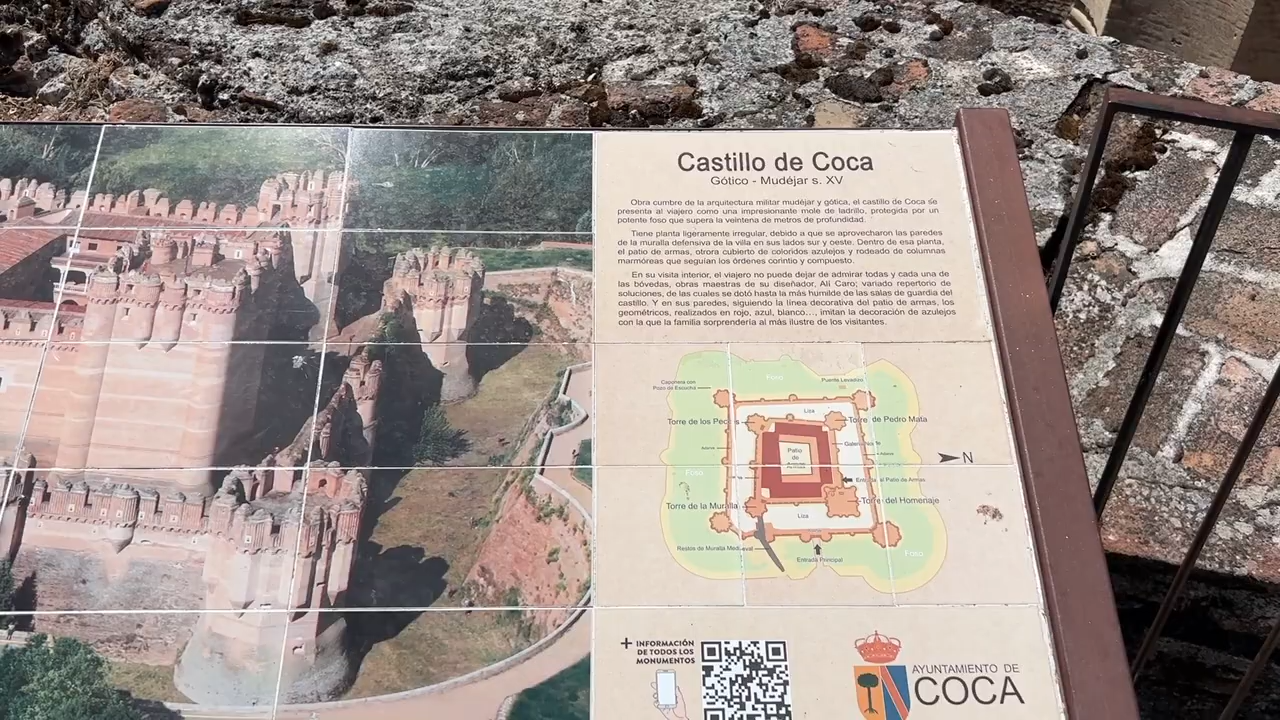 Castillo de Coca
Gótico - Mudéjar s. XV
Obra cumbre de la arquitectura militar mudéjar y gótica, el castillo de Coca se
presenta al viajero como una impresionante mole de ladrillo, protegida por un
potente foso que supera la veintena de metros de profundidad.
Tiene planta ligeramente irregular, debido a que se aprovecharon las paredes
de la muralla defensiva de la villa en sus lados sur y oeste. Dentro de esa planta,
el patio de armas, otrora cubierto de coloridos azulejos y rodeado de columnas
marmóreas que seguían los órdenes corintio y compuesto.
En su visita interior, el viajero no puede dejar de admirar todas y cada una de
las bóvedas, obras maestras de su diseñador, Alí Caro; variado repertorio de
soluciones, de las cuales se dotó hasta la más humilde de las salas de guardia del
castillo. Y en sus paredes, siguiendo la línea decorativa del patio de armas, los
geométricos, realizados en rojo, azul, blanco..., imitan la decoración de azulejos
con la que la familia sorprendería al más ilustre de los visitantes.
Caponera con
Pozo de Escucha
Foso
Puente Levadizo
Liza
Torre de los Peces
Torre de Pedro Mata
Patio
de
Armas
N
Foso
Entrada al Patio de Armas
Torre de la Muralla
Torre del Homenaje
Liza
Restos de Muralla Medieval
Entrada Principal
Foso
+ INFORMACIÓN
DE TODOS LOS
MONUMENTOS
AYUNTAMIENTO DE
COCA